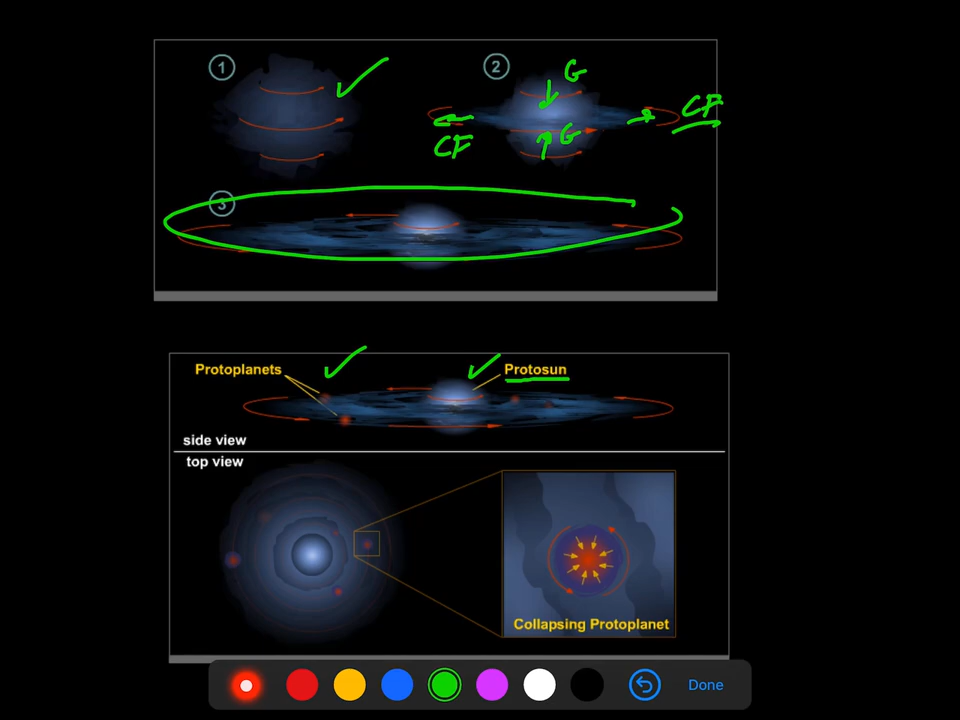 1
2
G
CF
CF
G
3
Protoplanets
Protosun
side view
top view
Collapsing Protoplanet
Done